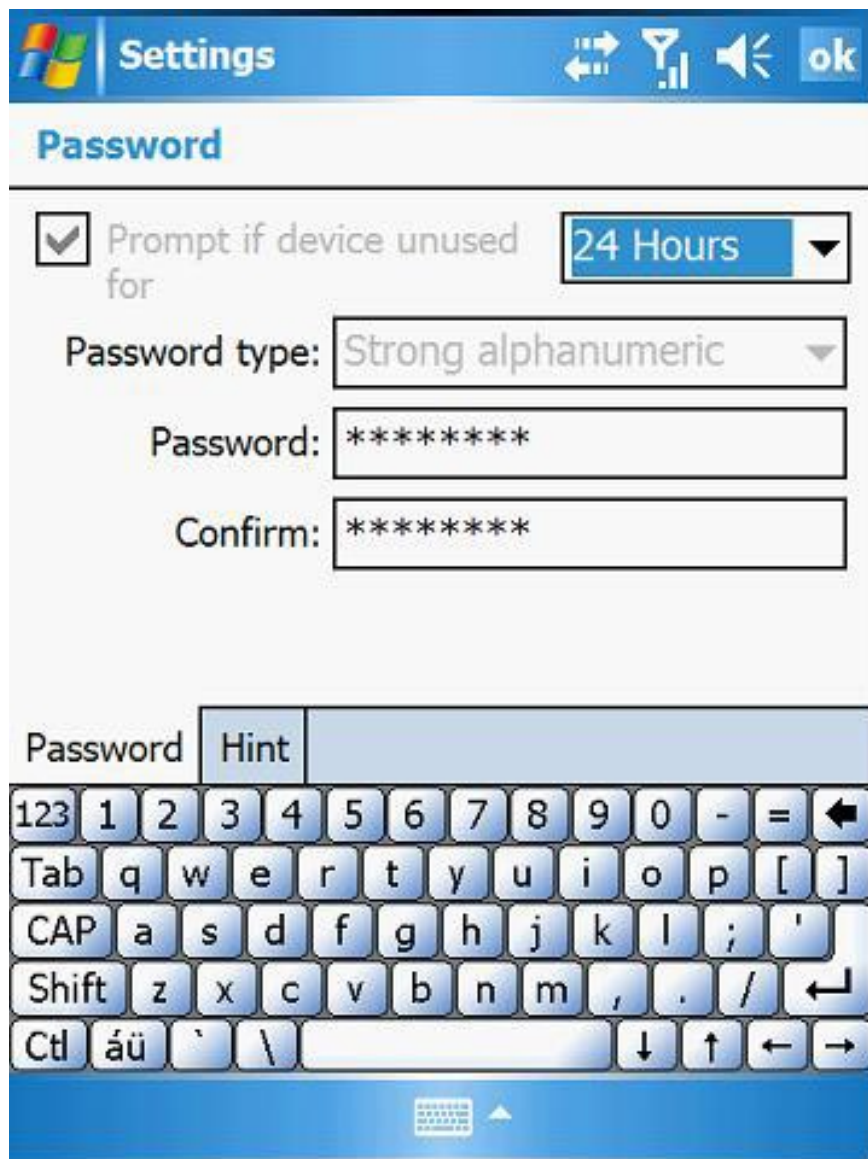 Settings ok
Password
Prompt if device unused 24 Hours
for
Password type: Strong alphanumeric
Password: ********
Confirm: ********
Password Hint
123 1 2 3 4 5 6 7 8 9 0 - =
Tab q w e r t y u i o p [ ]
CAP a s d f g h j k l ; '
Shift z x c v b n m , . / ↵
Ctl áü ` \ ↓ ↑ ← →